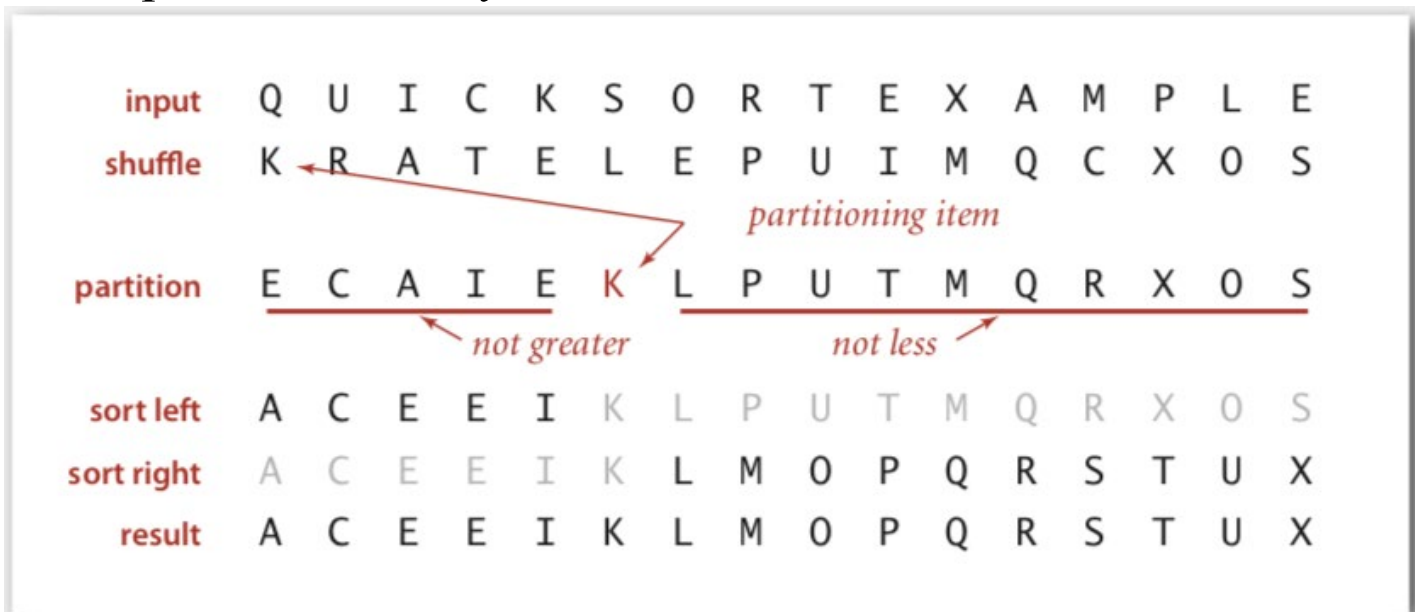 input Q U I C K S O R T E X A M P L E
shuffle K R A T E L E P U I M Q C X O S
partitioning item
partition E C A I E K L P U T M Q R X O S
not greater not less
sort left A C E E I K L P U T M Q R X O S
sort right A C E E I K L M O P Q R S T U X
result A C E E I K L M O P Q R S T U X